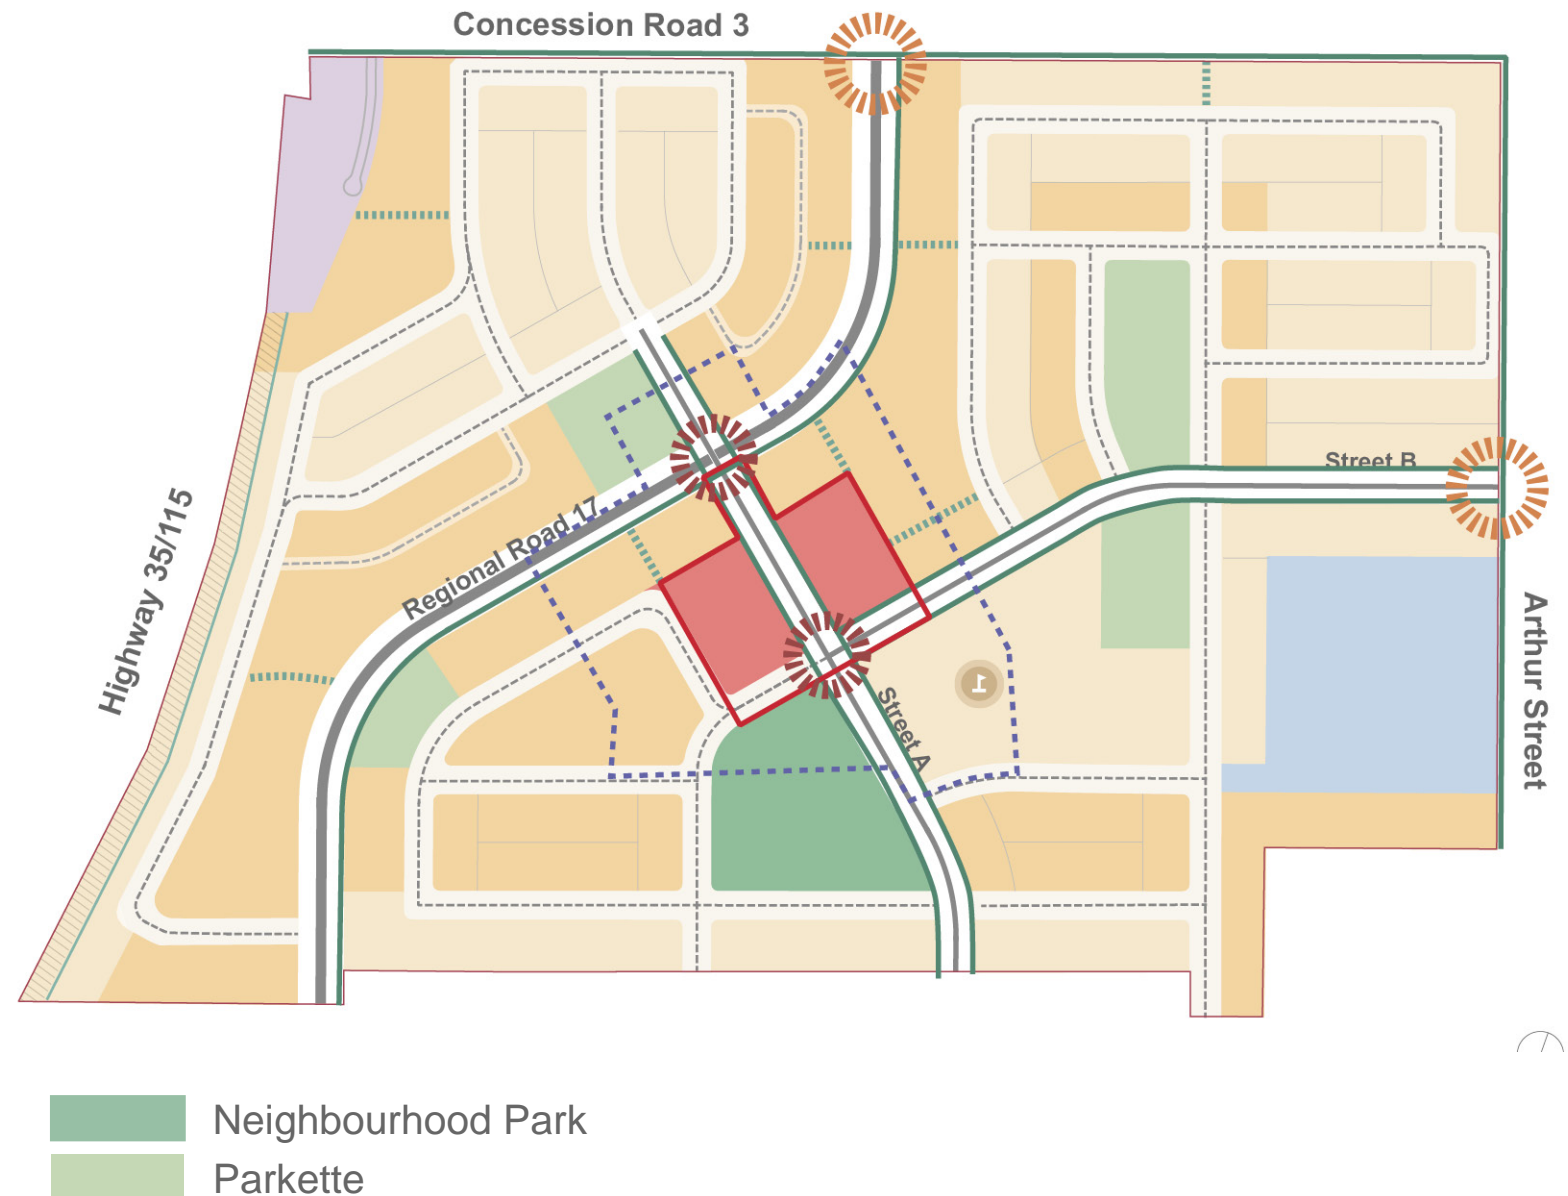 Concession Road 3
Street B
Highway 35/115
Regional Road 17
Arthur Street
Street A
Neighbourhood Park
Parkette